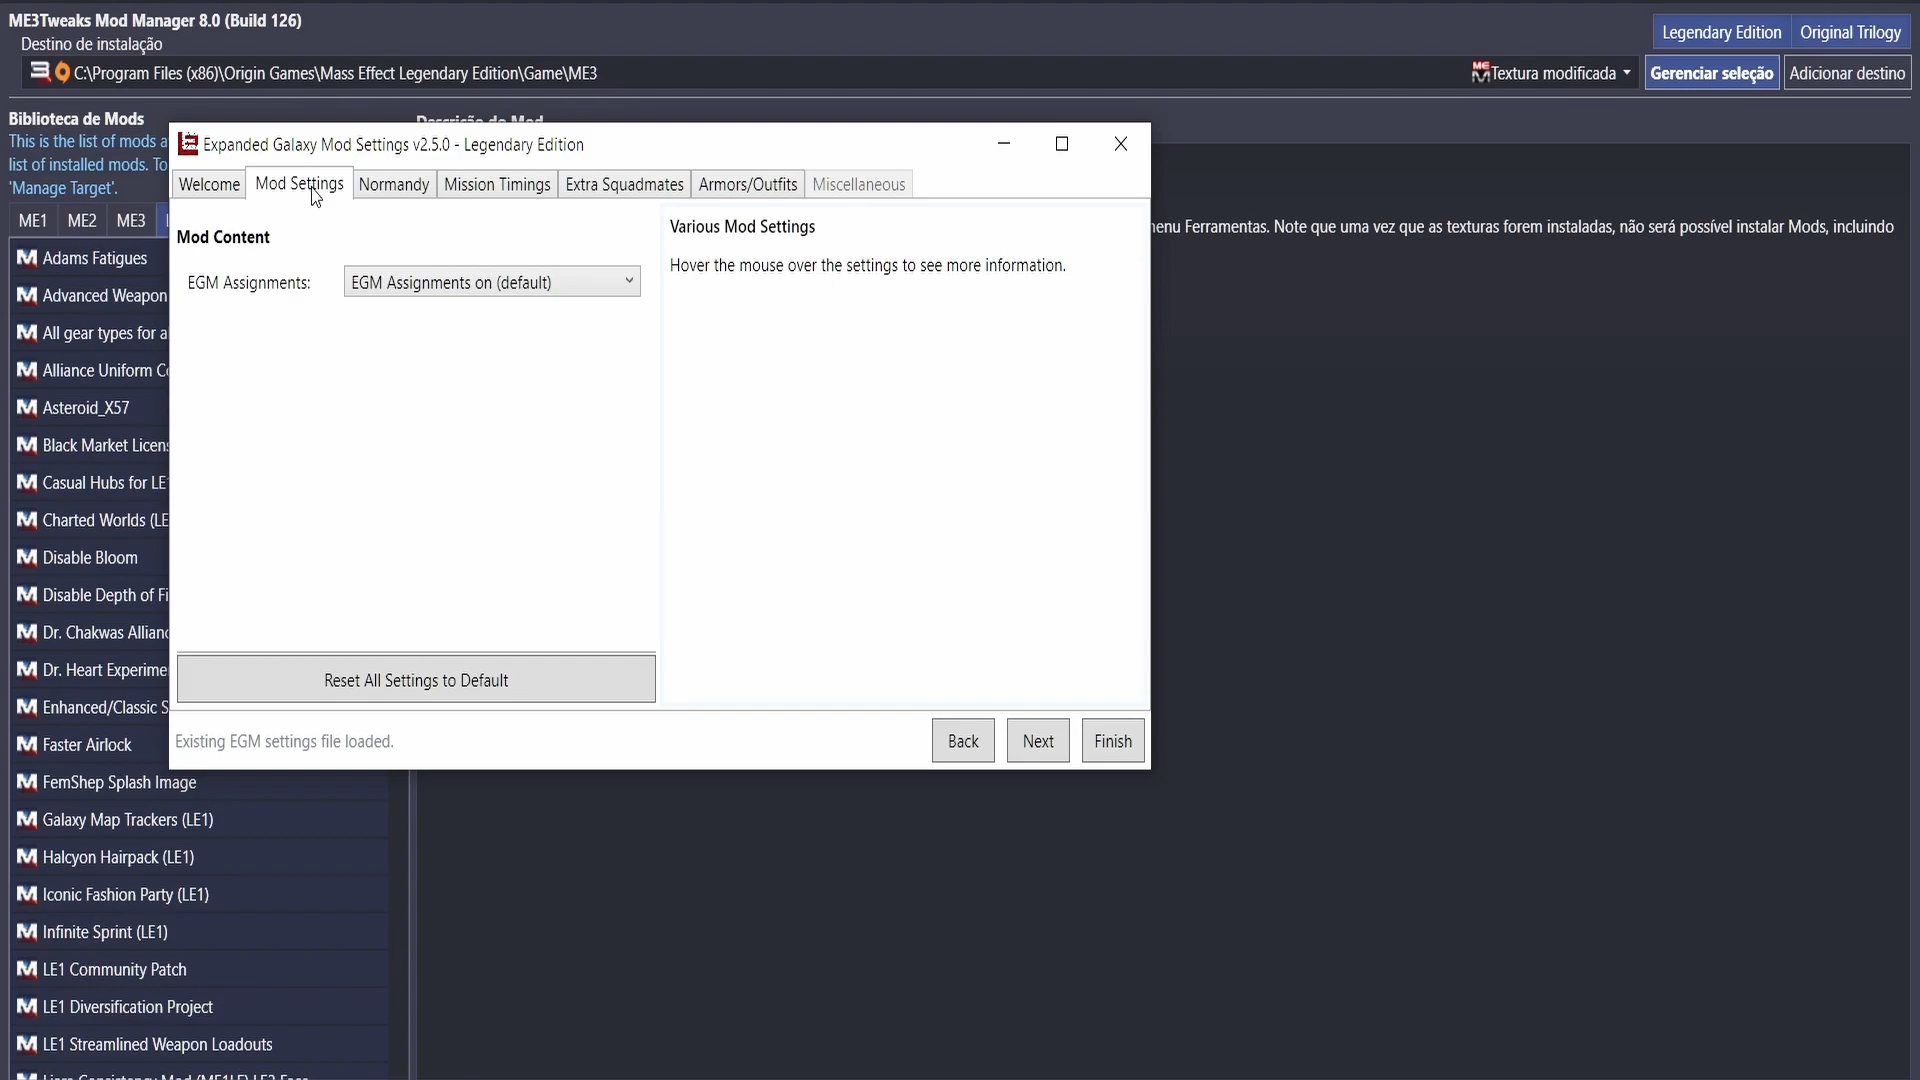 ME3Tweaks Mod Manager 8.0 (Build 126)
Destino de instalação
Legendary Edition
Original Trilogy
C:\Program Files (x86)\Origin Games\Mass Effect Legendary Edition\Game\ME3
Textura modificada
Gerenciar seleção
Adicionar destino
Biblioteca de Mods
This is the list of mods a
list of installed mods. To
'Manage Target'.
ME1
ME2
ME3
Adams Fatigues
Advanced Weapon
All gear types for a
Alliance Uniform Co
Asteroid_X57
Black Market Licens
Casual Hubs for LE1
Charted Worlds (LE
Disable Bloom
Disable Depth of Fi
Dr. Chakwas Allianc
Dr. Heart Experime
Enhanced/Classic S
Faster Airlock
FemShep Splash Image
Galaxy Map Trackers (LE1)
Halcyon Hairpack (LE1)
Iconic Fashion Party (LE1)
Infinite Sprint (LE1)
LE1 Community Patch
LE1 Diversification Project
LE1 Streamlined Weapon Loadouts
Descrição do Mod
enu Ferramentas. Note que uma vez que as texturas forem instaladas, não será possível instalar Mods, incluindo
Expanded Galaxy Mod Settings v2.5.0 - Legendary Edition
Welcome
Mod Settings
Normandy
Mission Timings
Extra Squadmates
Armors/Outfits
Miscellaneous
Mod Content
EGM Assignments:
EGM Assignments on (default)
Various Mod Settings
Hover the mouse over the settings to see more information.
Reset All Settings to Default
Existing EGM settings file loaded.
Back
Next
Finish